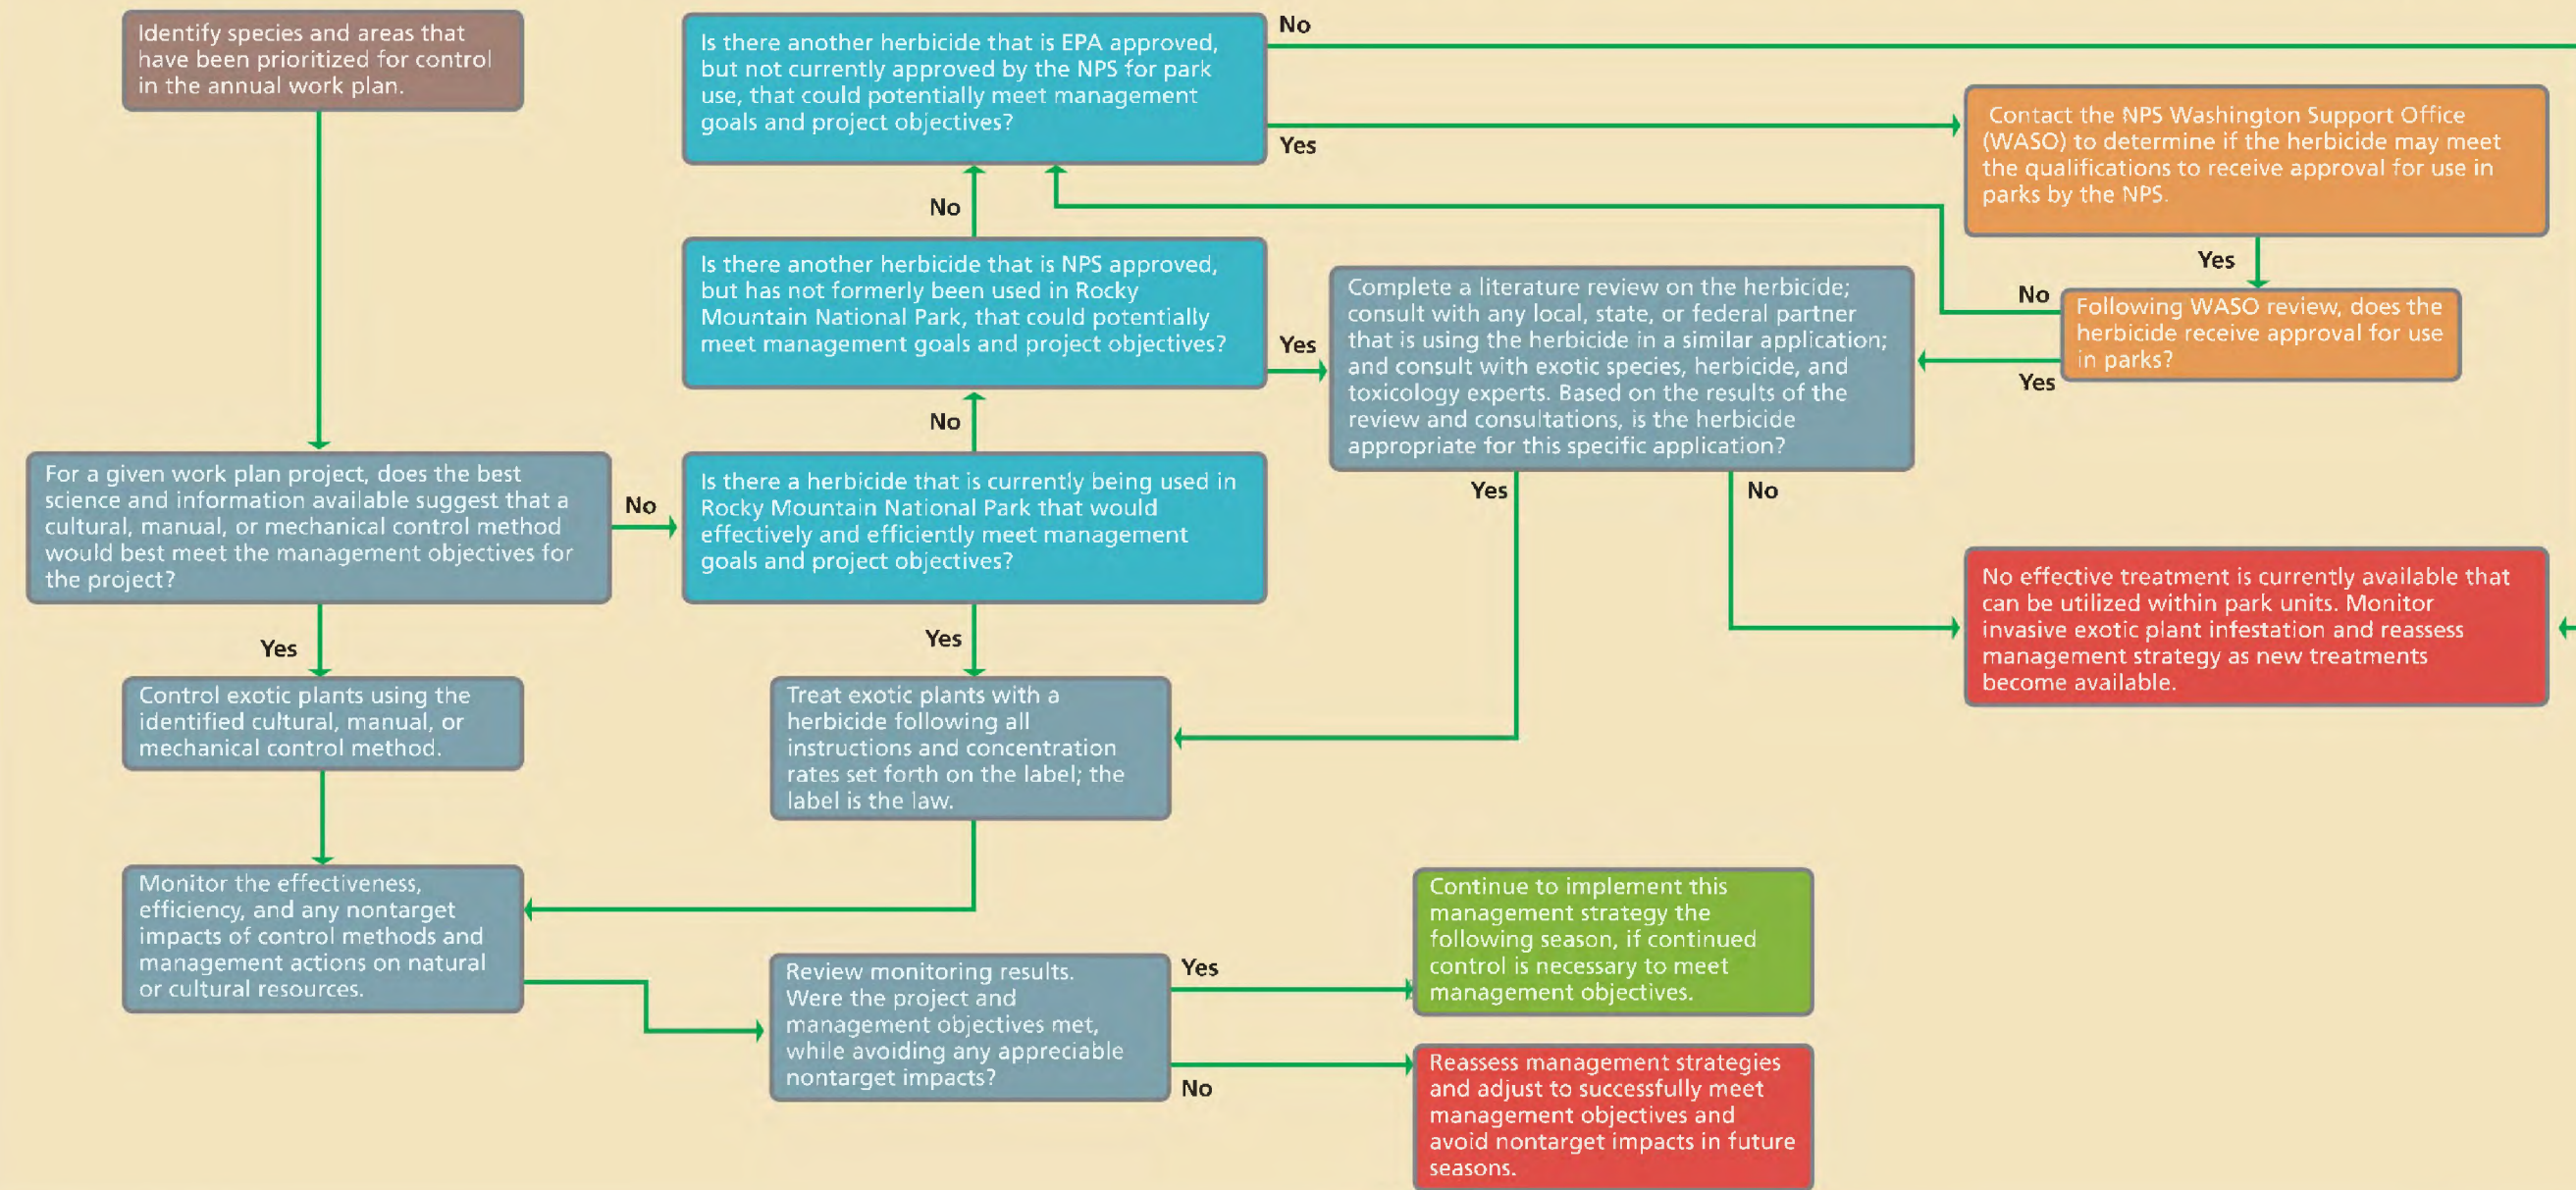 Identify species and areas that
have been prioritized for control
in the annual work plan.
Is there another herbicide that is EPA approved,
but not currently approved by the NPS for park
use, that could potentially meet management
goals and project objectives?
No
Yes
Contact the NPS Washington Support Office
(WASO) to determine if the herbicide may meet
the qualifications to receive approval for use in
parks by the NPS.
No
Yes
Is there another herbicide that is NPS approved,
but has not formerly been used in Rocky
Mountain National Park, that could potentially
meet management goals and project objectives?
Yes
Complete a literature review on the herbicide;
consult with any local, state, or federal partner
that is using the herbicide in a similar application;
and consult with exotic species, herbicide, and
toxicology experts. Based on the results of the
review and consultations, is the herbicide
appropriate for this specific application?
No
Yes
Following WASO review, does the
herbicide receive approval for use
in parks?
No
For a given work plan project, does the best
science and information available suggest that a
cultural, manual, or mechanical control method
would best meet the management objectives for
the project?
No
Is there a herbicide that is currently being used in
Rocky Mountain National Park that would
effectively and efficiently meet management
goals and project objectives?
Yes
No
No effective treatment is currently available that
can be utilized within park units. Monitor
invasive exotic plant infestation and reassess
management strategy as new treatments
become available.
Yes
Yes
Control exotic plants using the
identified cultural, manual, or
mechanical control method.
Treat exotic plants with a
herbicide following all
instructions and concentration
rates set forth on the label; the
label is the law.
Monitor the effectiveness,
efficiency, and any nontarget
impacts of control methods and
management actions on natural
or cultural resources.
Review monitoring results.
Were the project and
management objectives met,
while avoiding any appreciable
nontarget impacts?
Yes
No
Continue to implement this
management strategy the
following season, if continued
control is necessary to meet
management objectives.
Reassess management strategies
and adjust to successfully meet
management objectives and
avoid nontarget impacts in future
seasons.